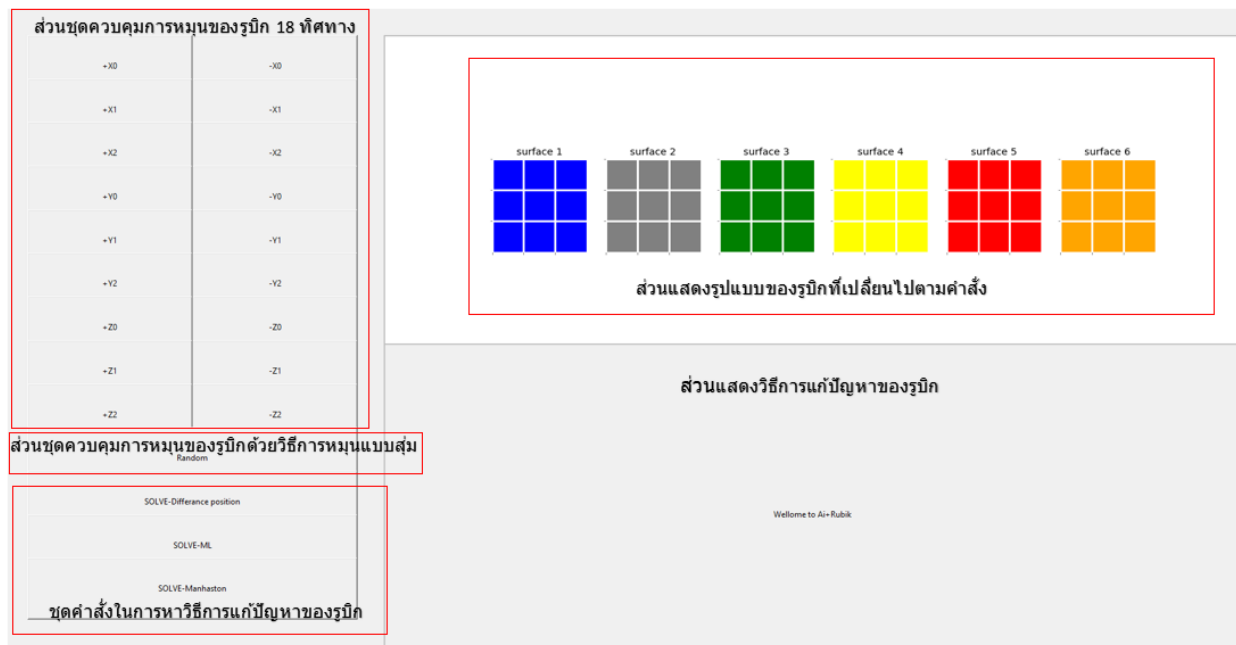 ส่วนชุดควบคุมการหมุนของรูบิก 18 ทิศทาง
+X0 -X0
+X1 -X1
+X2 -X2
+Y0 -Y0
+Y1 -Y1
+Y2 -Y2
+Z0 -Z0
+Z1 -Z1
+Z2 -Z2
ส่วนชุดควบคุมการหมุนของรูบิกด้วยวิธีการหมุนแบบสุ่ม
Random
SOLVE-Differance position
SOLVE-ML
SOLVE-Manhaston
ชุดคำสั่งในการหาวิธีการแก้ปัญหาของรูบิก
surface 1 surface 2 surface 3 surface 4 surface 5 surface 6
ส่วนแสดงรูปแบบของรูบิกที่เปลี่ยนไปตามคำสั่ง
ส่วนแสดงวิธีการแก้ปัญหาของรูบิก
Wellome to Ai+Rubik